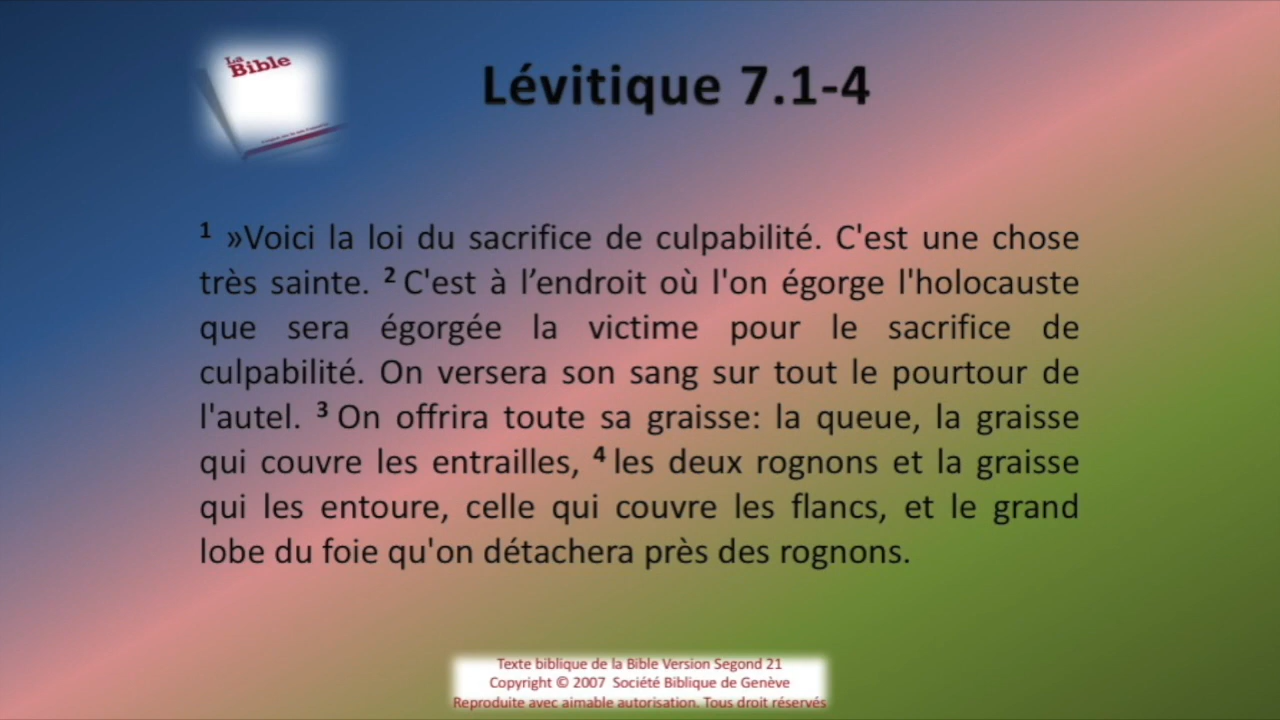 La
Bible
Lévitique 7.1-4
1 »Voici la loi du sacrifice de culpabilité. C'est une chose
très sainte. 2 C'est à l’endroit où l'on égorge l'holocauste
que sera égorgée la victime pour le sacrifice de
culpabilité. On versera son sang sur tout le pourtour de
l'autel. 3 On offrira toute sa graisse: la queue, la graisse
qui couvre les entrailles, 4 les deux rognons et la graisse
qui les entoure, celle qui couvre les flancs, et le grand
lobe du foie qu'on détachera près des rognons.
Texte biblique de la Bible Version Segond 21
Copyright © 2007 Société Biblique de Genève
Reproduite avec aimable autorisation. Tous droit réservés